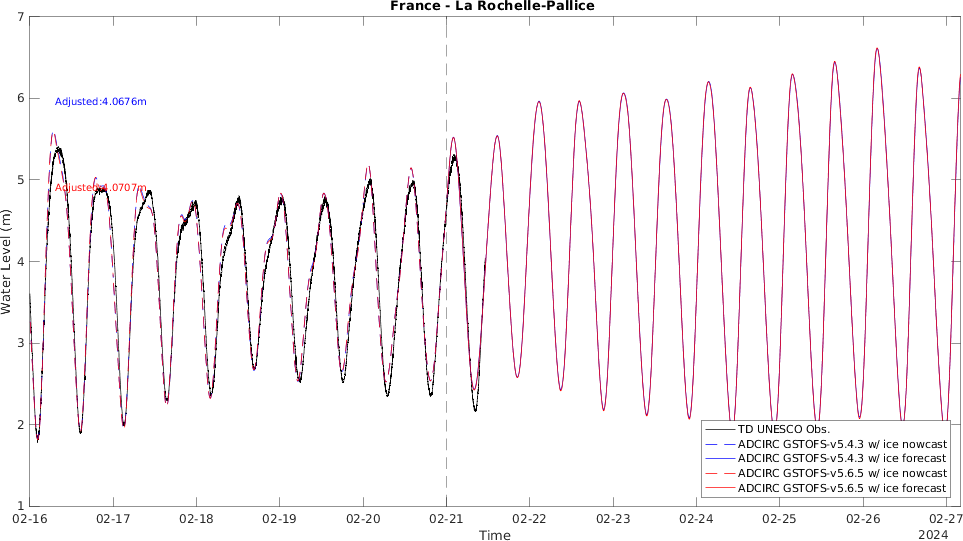 France - La Rochelle-Pallice
7
6
5
4
3
2
1
Water Level (m)
Adjusted:4.0676m
Adjusted:4.0707m
TD UNESCO Obs.
ADCIRC GSTOFS-v5.4.3 w/ ice nowcast
ADCIRC GSTOFS-v5.4.3 w/ ice forecast
ADCIRC GSTOFS-v5.6.5 w/ ice nowcast
ADCIRC GSTOFS-v5.6.5 w/ ice forecast
02-16 02-17 02-18 02-19 02-20 02-21 02-22 02-23 02-24 02-25 02-26 02-27
Time
2024